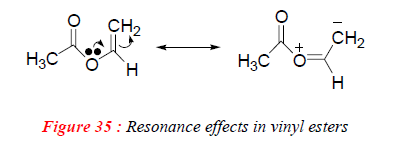 O CH₂ H₃C O H
O + − CH₂ H₃C O H
Figure 35 : Resonance effects in vinyl esters